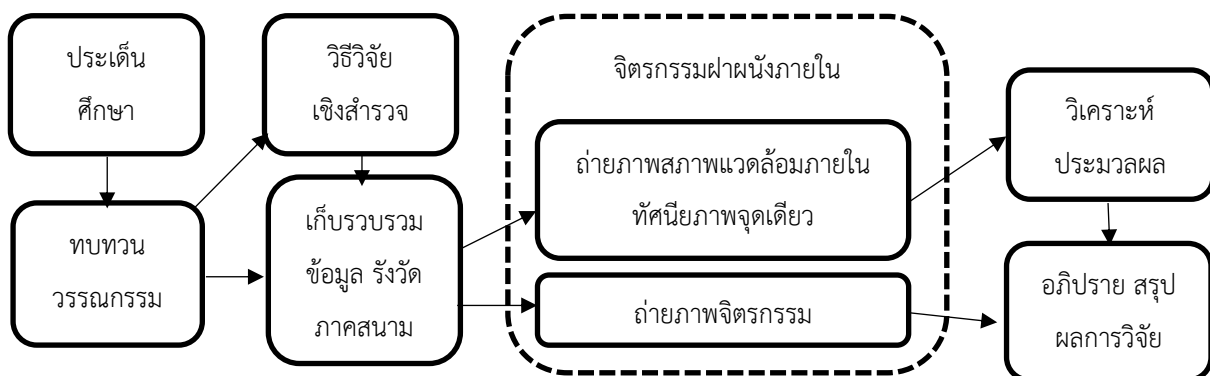 ประเด็น
ศึกษา
ทบทวน
วรรณกรรม
วิธีวิจัย
เชิงสำรวจ
เก็บรวบรวม
ข้อมูล รังวัด
ภาคสนาม
จิตรกรรมฝาผนังภายใน
ถ่ายภาพสภาพแวดล้อมภายใน
ทัศนียภาพจุดเดียว
ถ่ายภาพจิตรกรรม
วิเคราะห์
ประมวลผล
อภิปราย สรุป
ผลการวิจัย